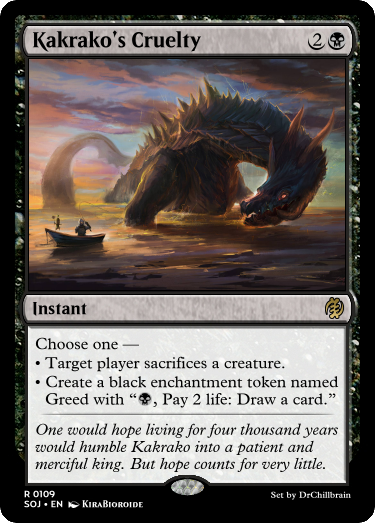 Kakrako's Cruelty 2
Instant
Choose one —
• Target player sacrifices a creature.
• Create a black enchantment token named
Greed with “, Pay 2 life: Draw a card.”
One would hope living for four thousand years
would humble Kakrako into a patient and
merciful king. But hope counts for very little.
R 0109
SOJ • EN KiraBioroide
Set by DrChillbrain